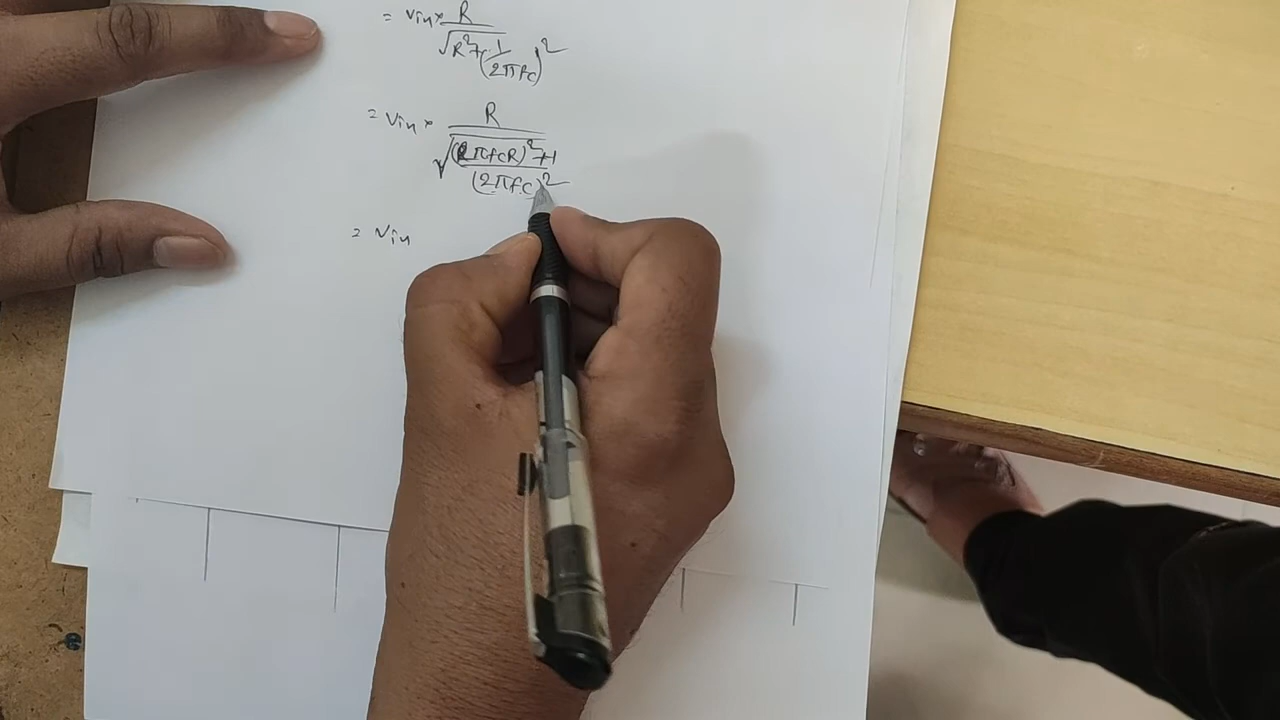 = Vin × R / √R²+(1/2πfc)²
= Vin × R / √(2πfcR)²+1 / (2πfc)²
= Vin